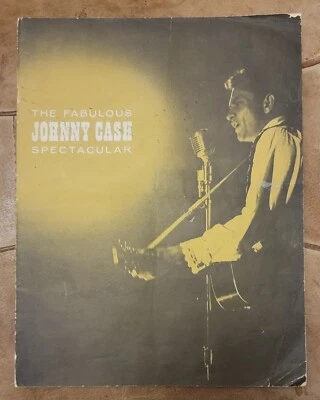 THE FABULOUS
JOHNNY CASH
SPECTACULAR